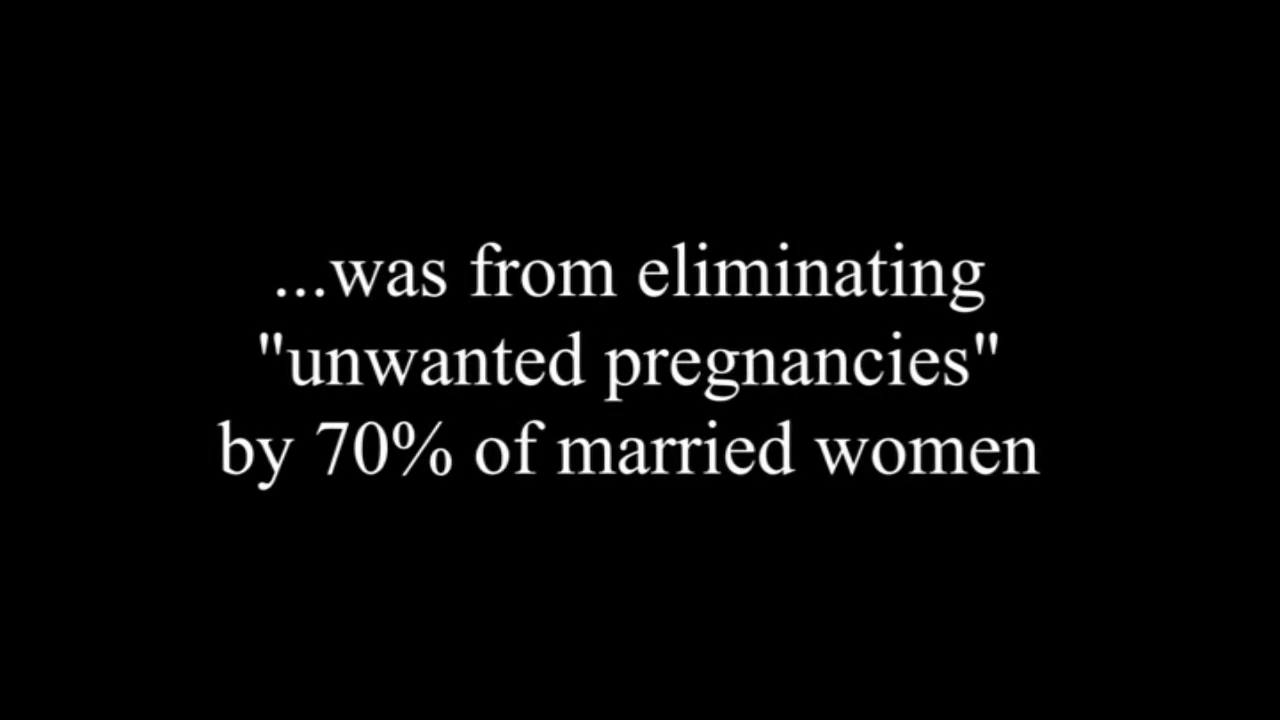 ...was from eliminating
"unwanted pregnancies"
by 70% of married women